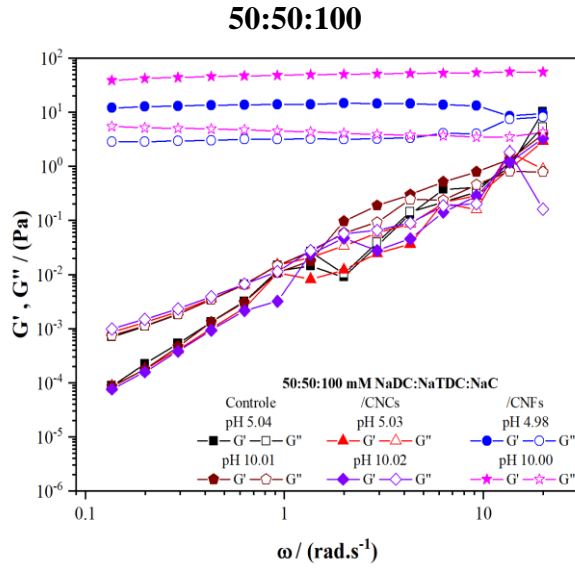 50:50:100
10²
10¹
10⁰
10⁻¹
10⁻²
10⁻³
10⁻⁴
10⁻⁵
10⁻⁶
G' , G" / (Pa)
50:50:100 mM NaDC:NaTDC:NaC
Controle /CNCs /CNFs
pH 5.04 pH 5.03 pH 4.98
G' G" G' G" G' G"
pH 10.01 pH 10.02 pH 10.00
G' G" G' G" G' G"
0.1 1 10
ω / (rad.s⁻¹)